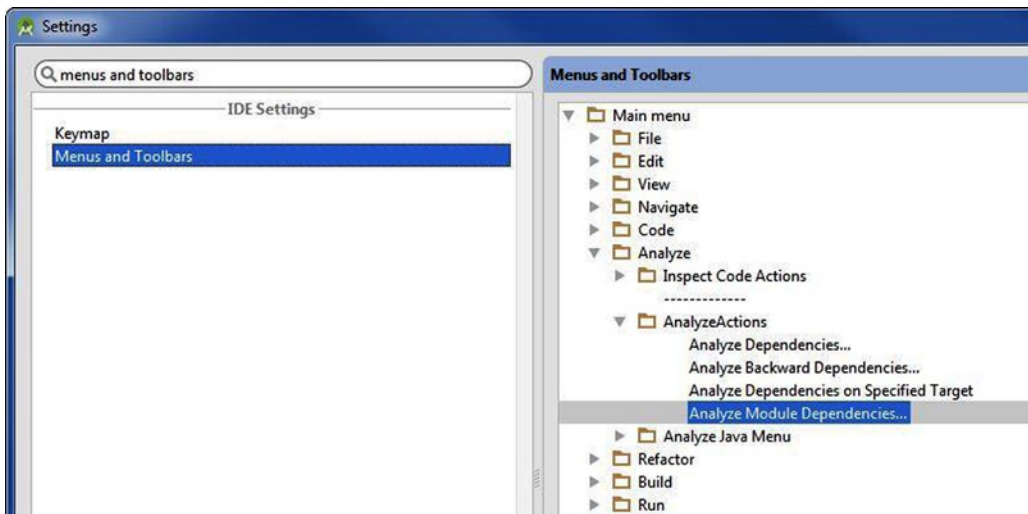 Settings
menus and toolbars
IDE Settings
Keymap
Menus and Toolbars
Menus and Toolbars
Main menu
File
Edit
View
Navigate
Code
Analyze
Inspect Code Actions
-------------
AnalyzeActions
Analyze Dependencies...
Analyze Backward Dependencies...
Analyze Dependencies on Specified Target
Analyze Module Dependencies...
Analyze Java Menu
Refactor
Build
Run